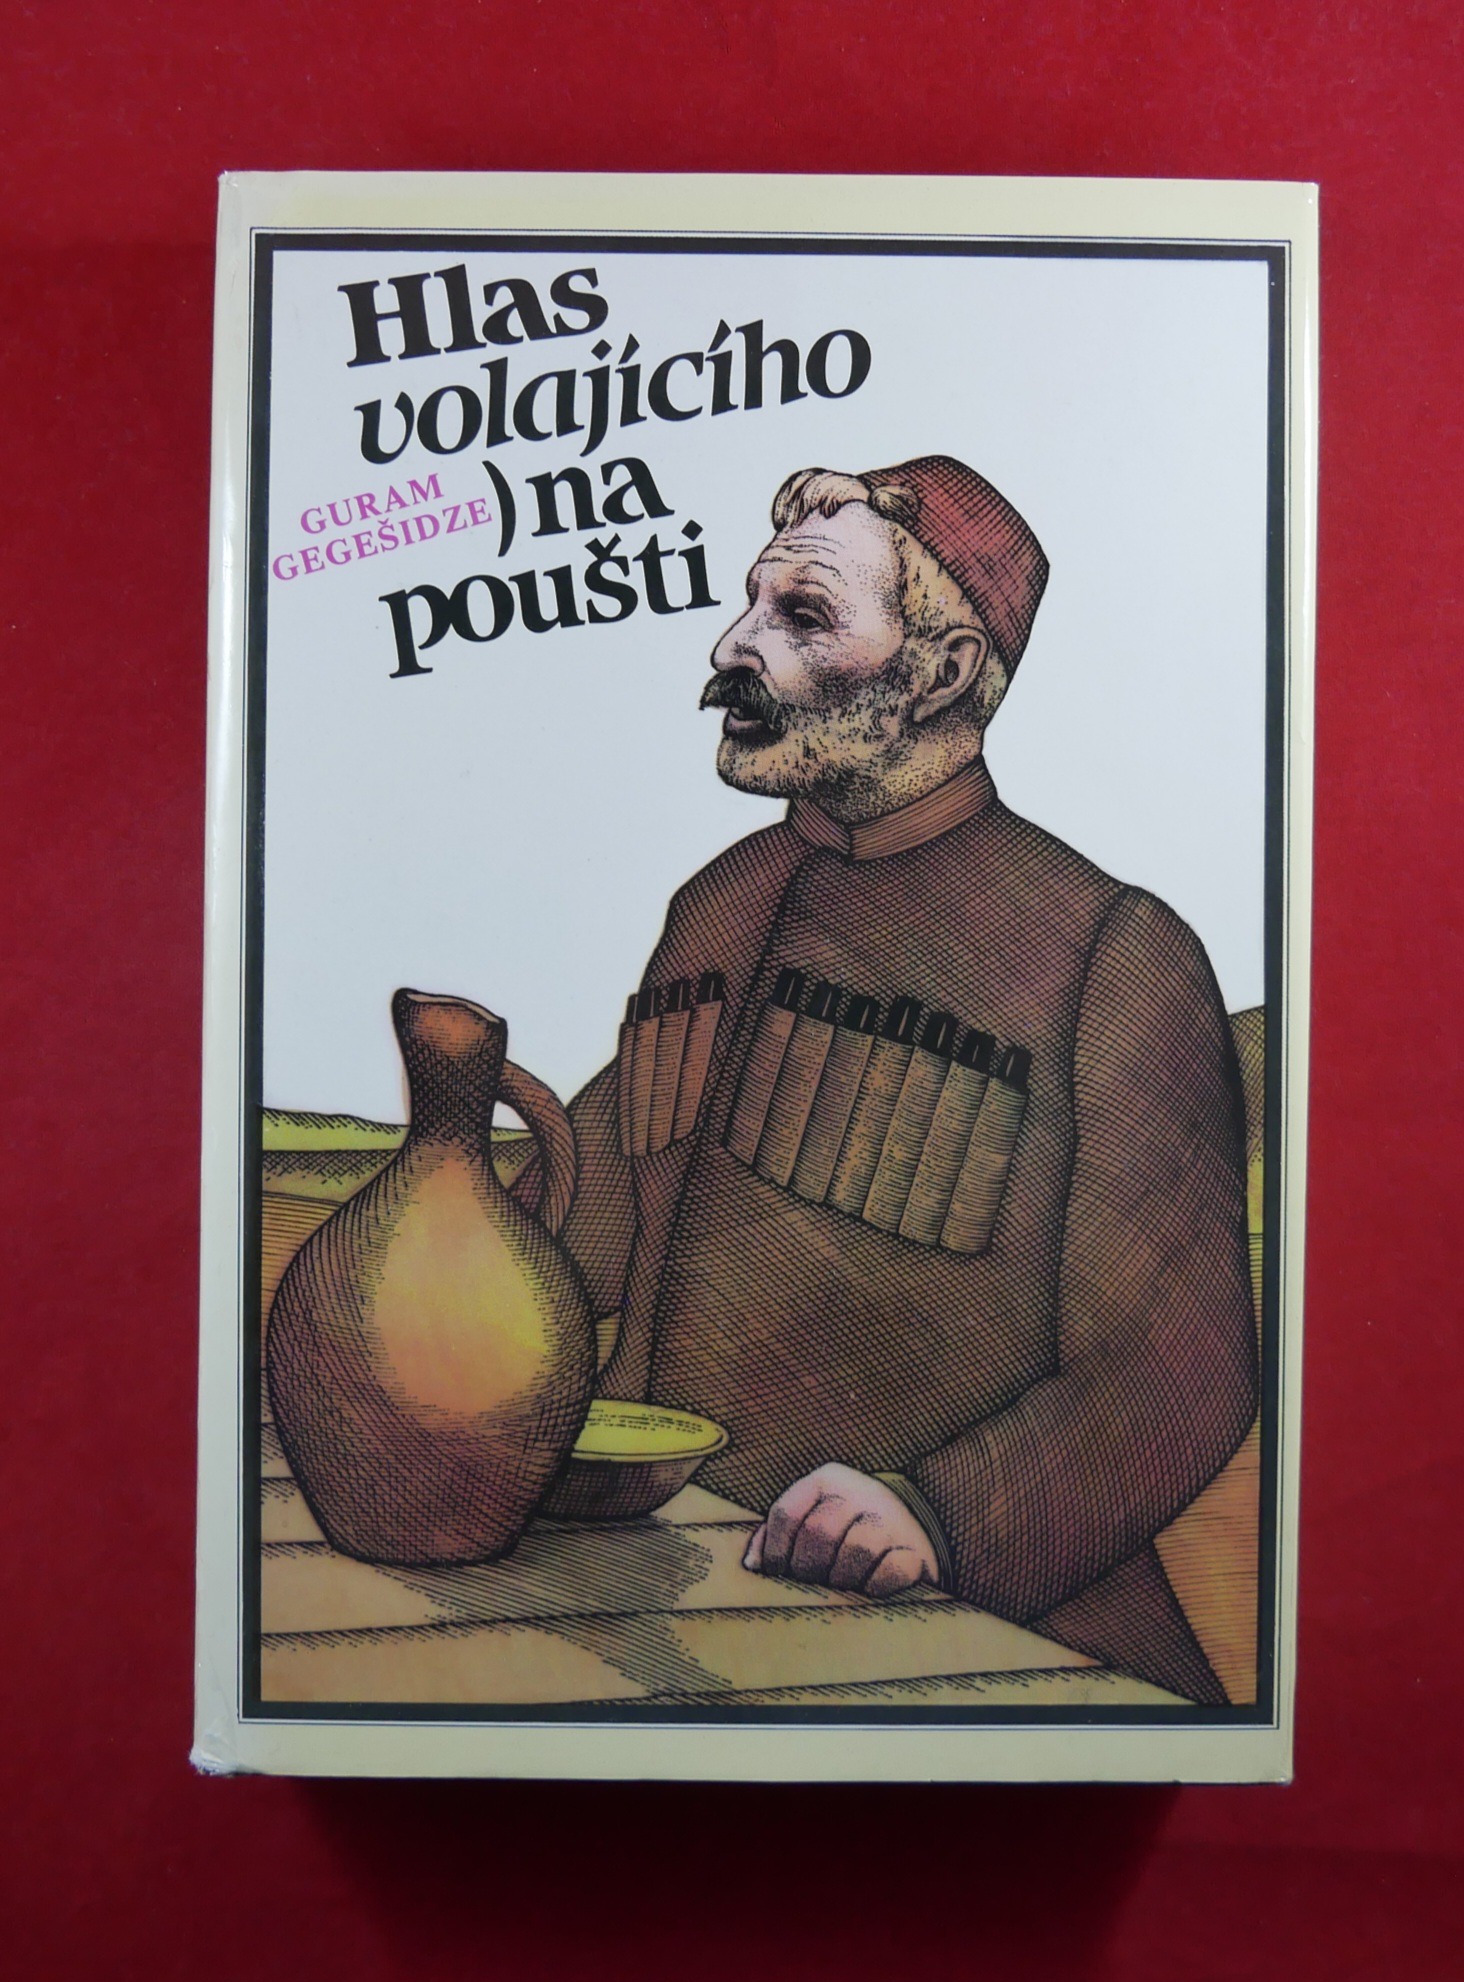 Hlas
volajícího
GURAM
GEGEŠIDZE) na
poušti